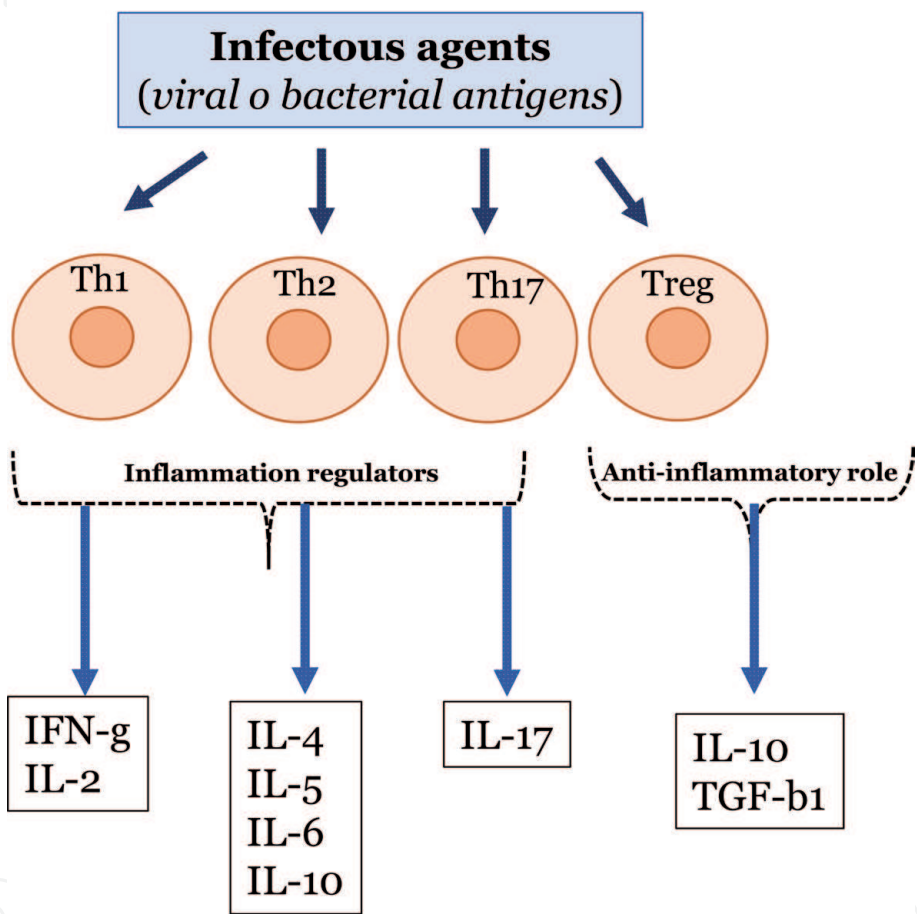 Infectous agents
(viral o bacterial antigens)
Th1
Th2
Th17
Treg
Inflammation regulators
Anti-inflammatory role
IFN-g
IL-2
IL-4
IL-5
IL-6
IL-10
IL-17
IL-10
TGF-b1